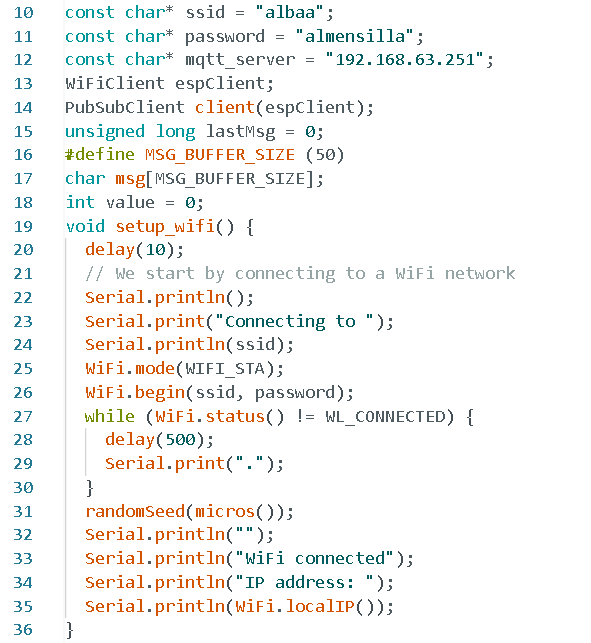 10 const char* ssid = "albaa";
11 const char* password = "almensilla";
12 const char* mqtt_server = "192.168.63.251";
13 WiFiClient espClient;
14 PubSubClient client(espClient);
15 unsigned long lastMsg = 0;
16 #define MSG_BUFFER_SIZE (50)
17 char msg[MSG_BUFFER_SIZE];
18 int value = 0;
19 void setup_wifi() {
20 delay(10);
21 // We start by connecting to a WiFi network
22 Serial.println();
23 Serial.print("Connecting to ");
24 Serial.println(ssid);
25 WiFi.mode(WIFI_STA);
26 WiFi.begin(ssid, password);
27 while (WiFi.status() != WL_CONNECTED) {
28 delay(500);
29 Serial.print(".");
30 }
31 randomSeed(micros());
32 Serial.println("");
33 Serial.println("WiFi connected");
34 Serial.println("IP address: ");
35 Serial.println(WiFi.localIP());
36 }